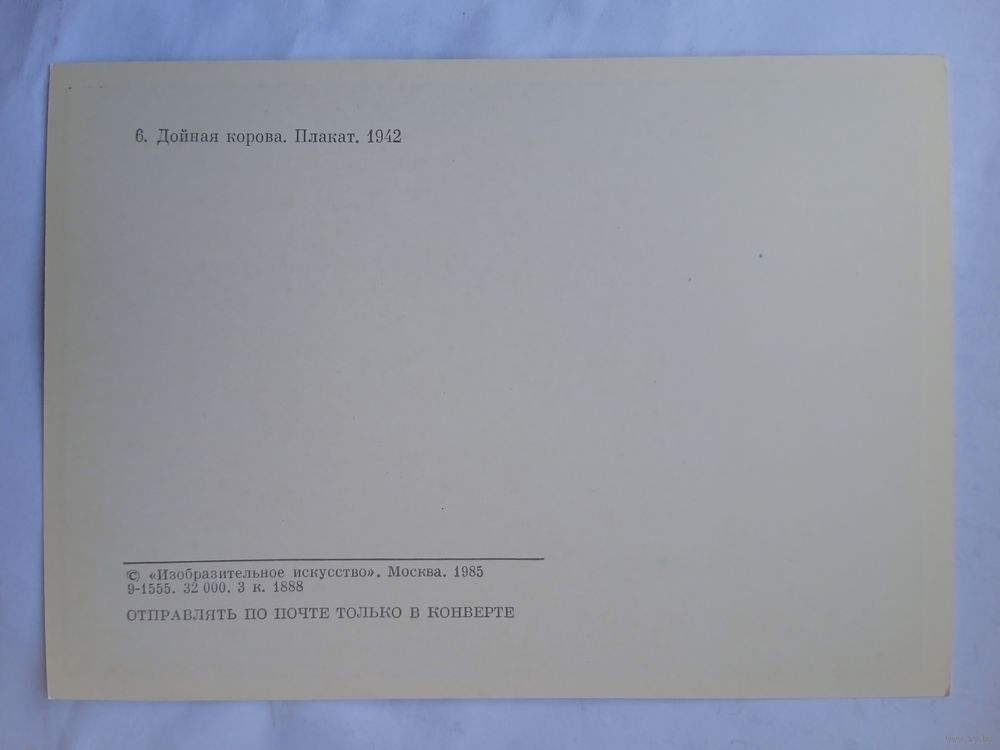 6. Дойная корова. Плакат. 1942
© «Изобразительное искусство». Москва. 1985
9-1555. 32 000. 3 к. 1888
ОТПРАВЛЯТЬ ПО ПОЧТЕ ТОЛЬКО В КОНВЕРТЕ